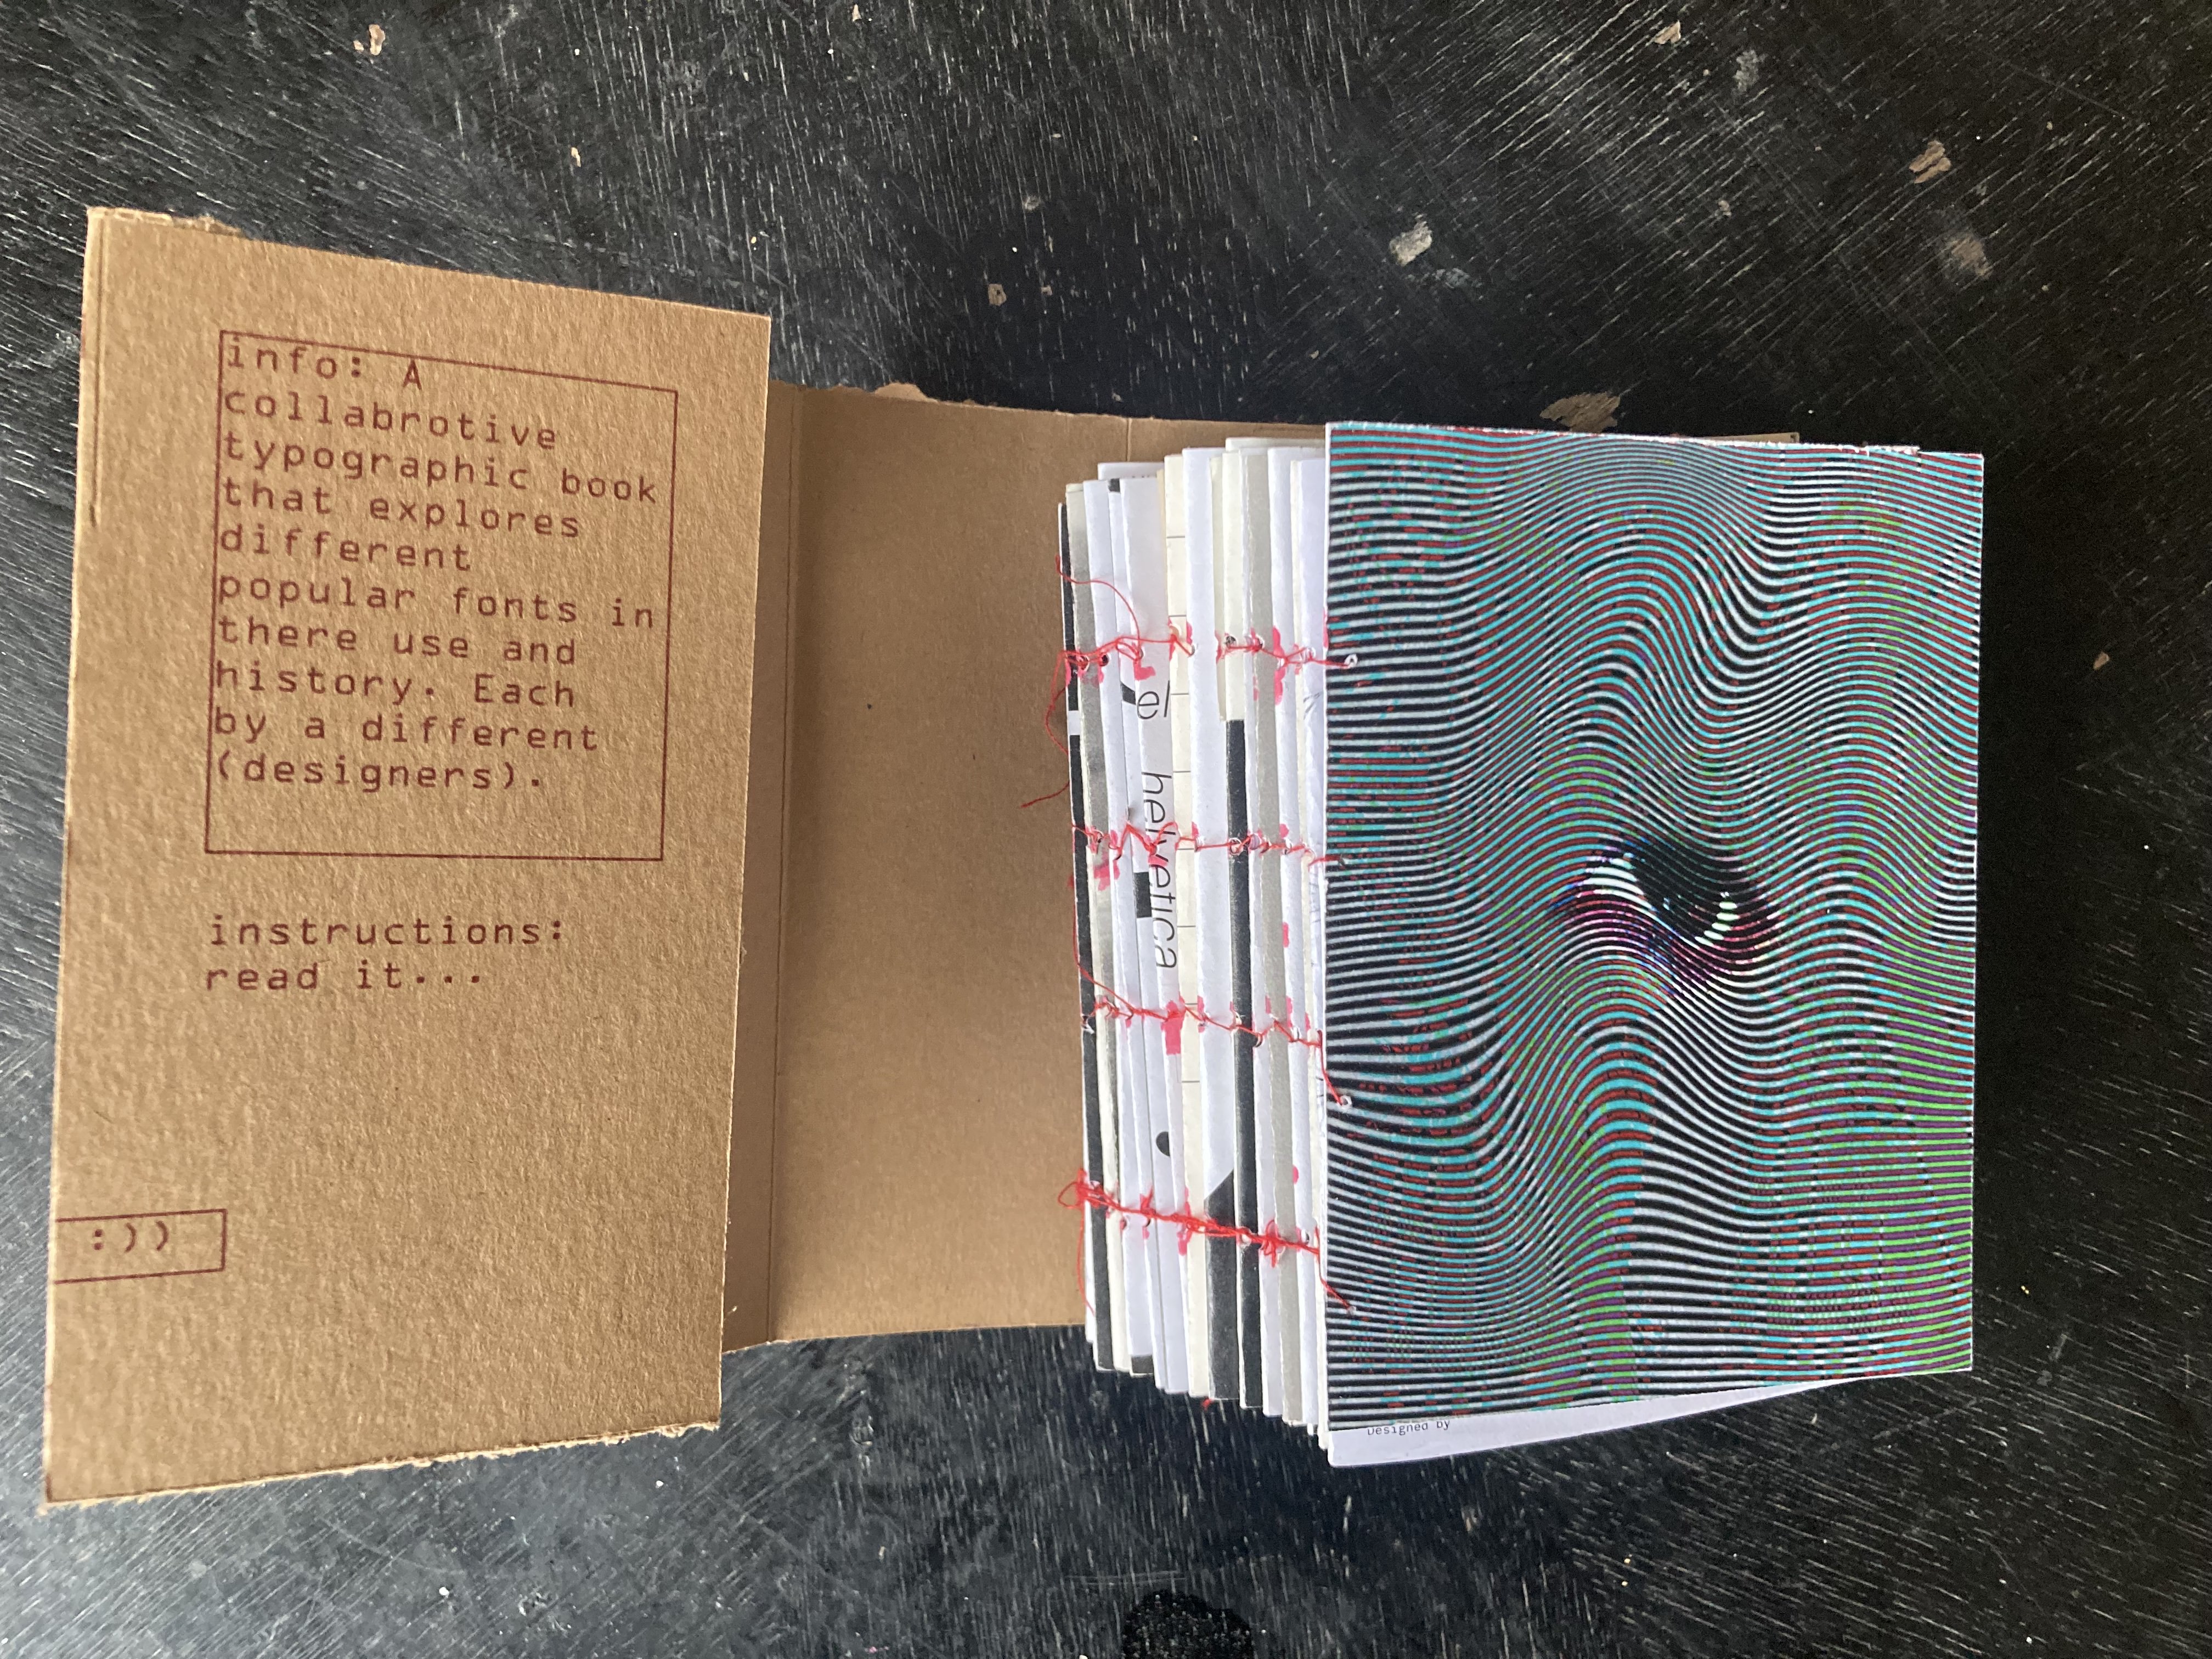 info: A
collabrotive
typographic book
that explores
different
popular fonts in
there use and
history. Each
by a different
(designers).
instructions:
read it...
:))
helvetica
el
Designed by